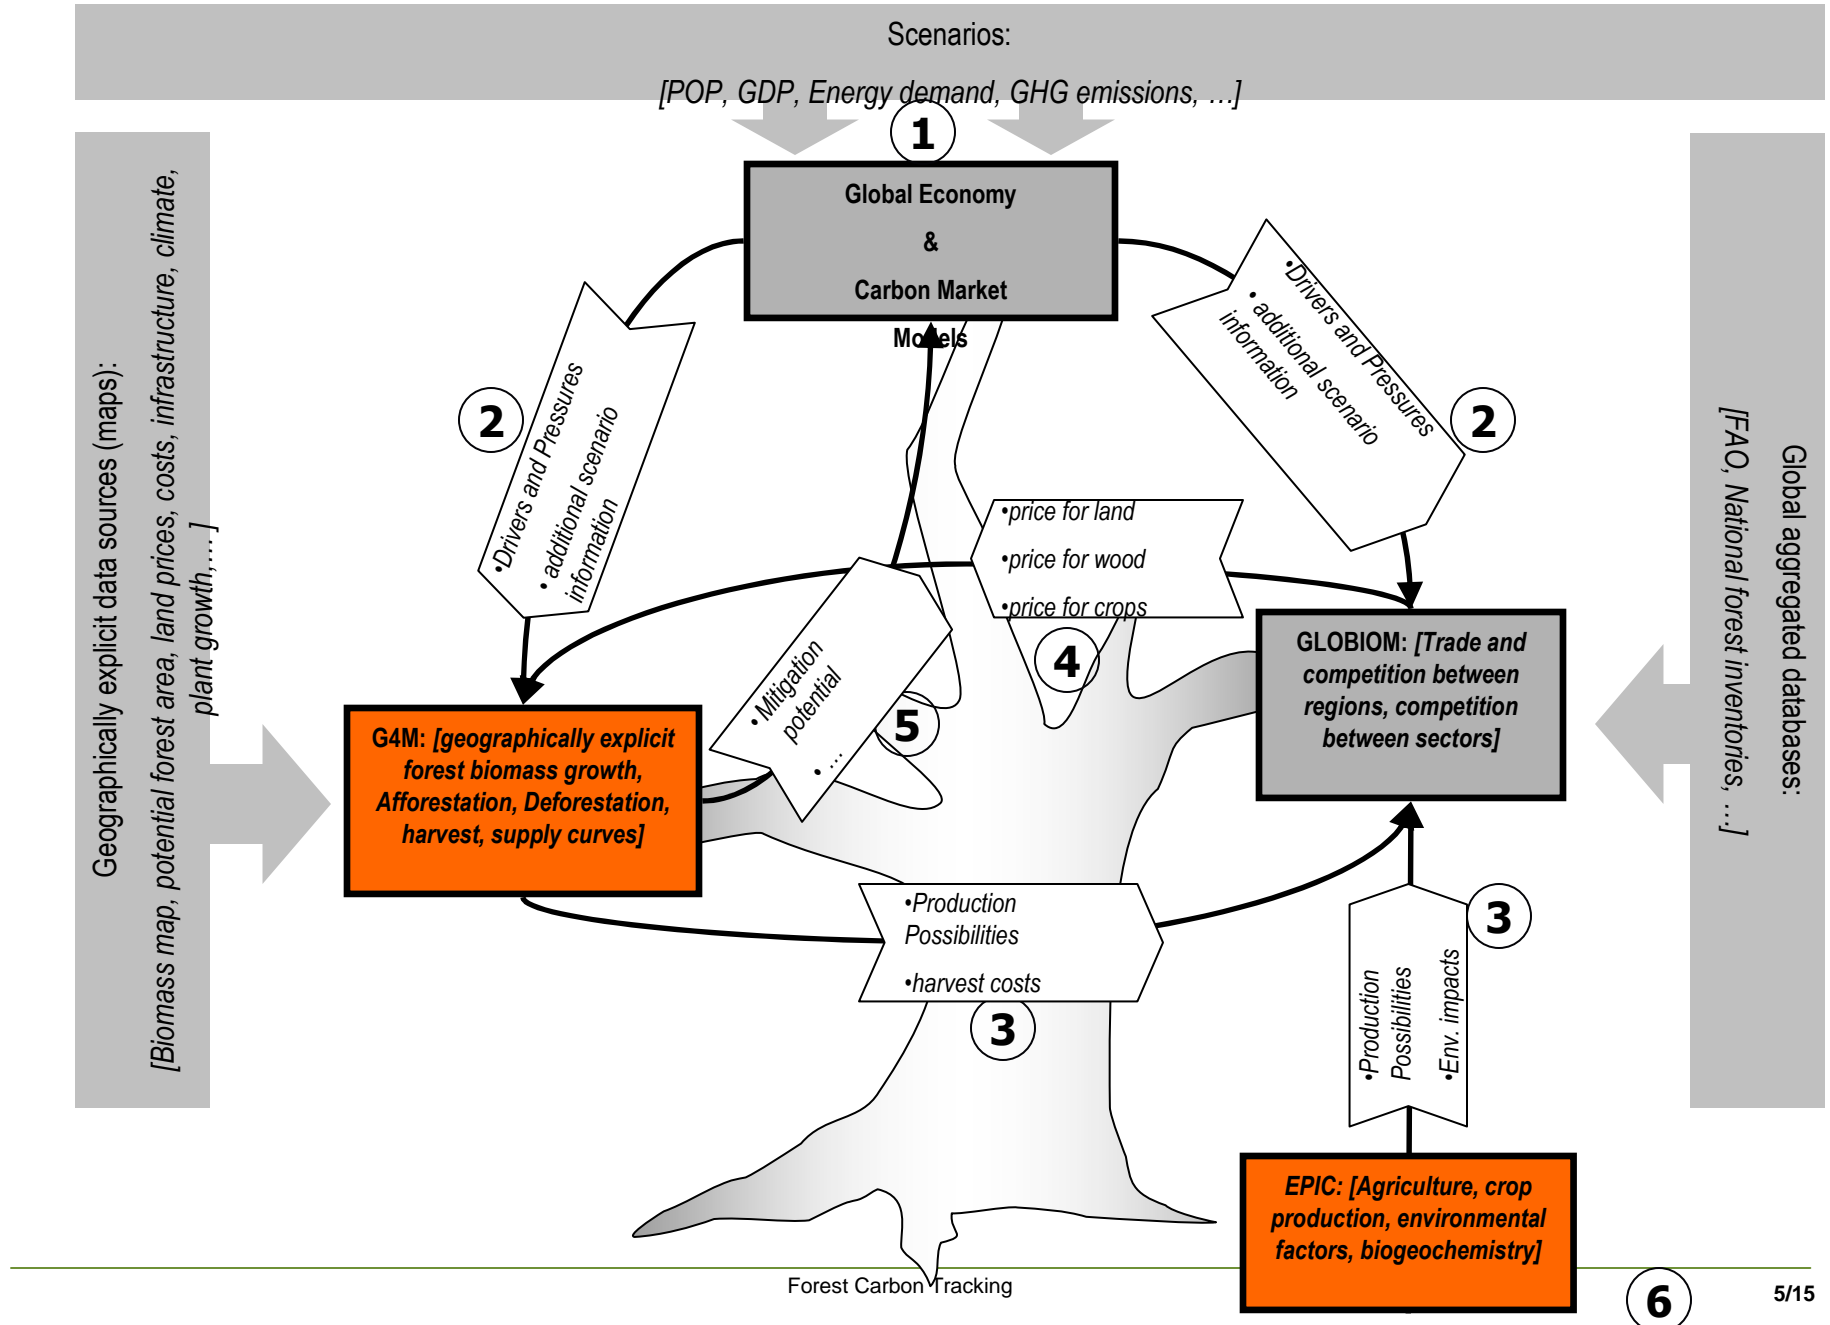 Scenarios:
[POP, GDP, Energy demand, GHG emissions, …]
1
Global Economy
&
Carbon Market
Models
Geographically explicit data sources (maps):
[Biomass map, potential forest area, land prices, costs, infrastructure, climate,
plant growth,…]
2
•Drivers and Pressures
• additional scenario
information
•Drivers and Pressures
• additional scenario
information
2
Global aggregated databases:
[FAO, National forest inventories, …]
•price for land
•price for wood
•price for crops
4
• Mitigation
potential
• …
5
GLOBIOM: [Trade and
competition between
regions, competition
between sectors]
G4M: [geographically explicit
forest biomass growth,
Afforestation, Deforestation,
harvest, supply curves]
•Production
Possibilities
•harvest costs
3
•Production
Possibilities
•Env. impacts
3
EPIC: [Agriculture, crop
production, environmental
factors, biogeochemistry]
Forest Carbon Tracking
6
5/15